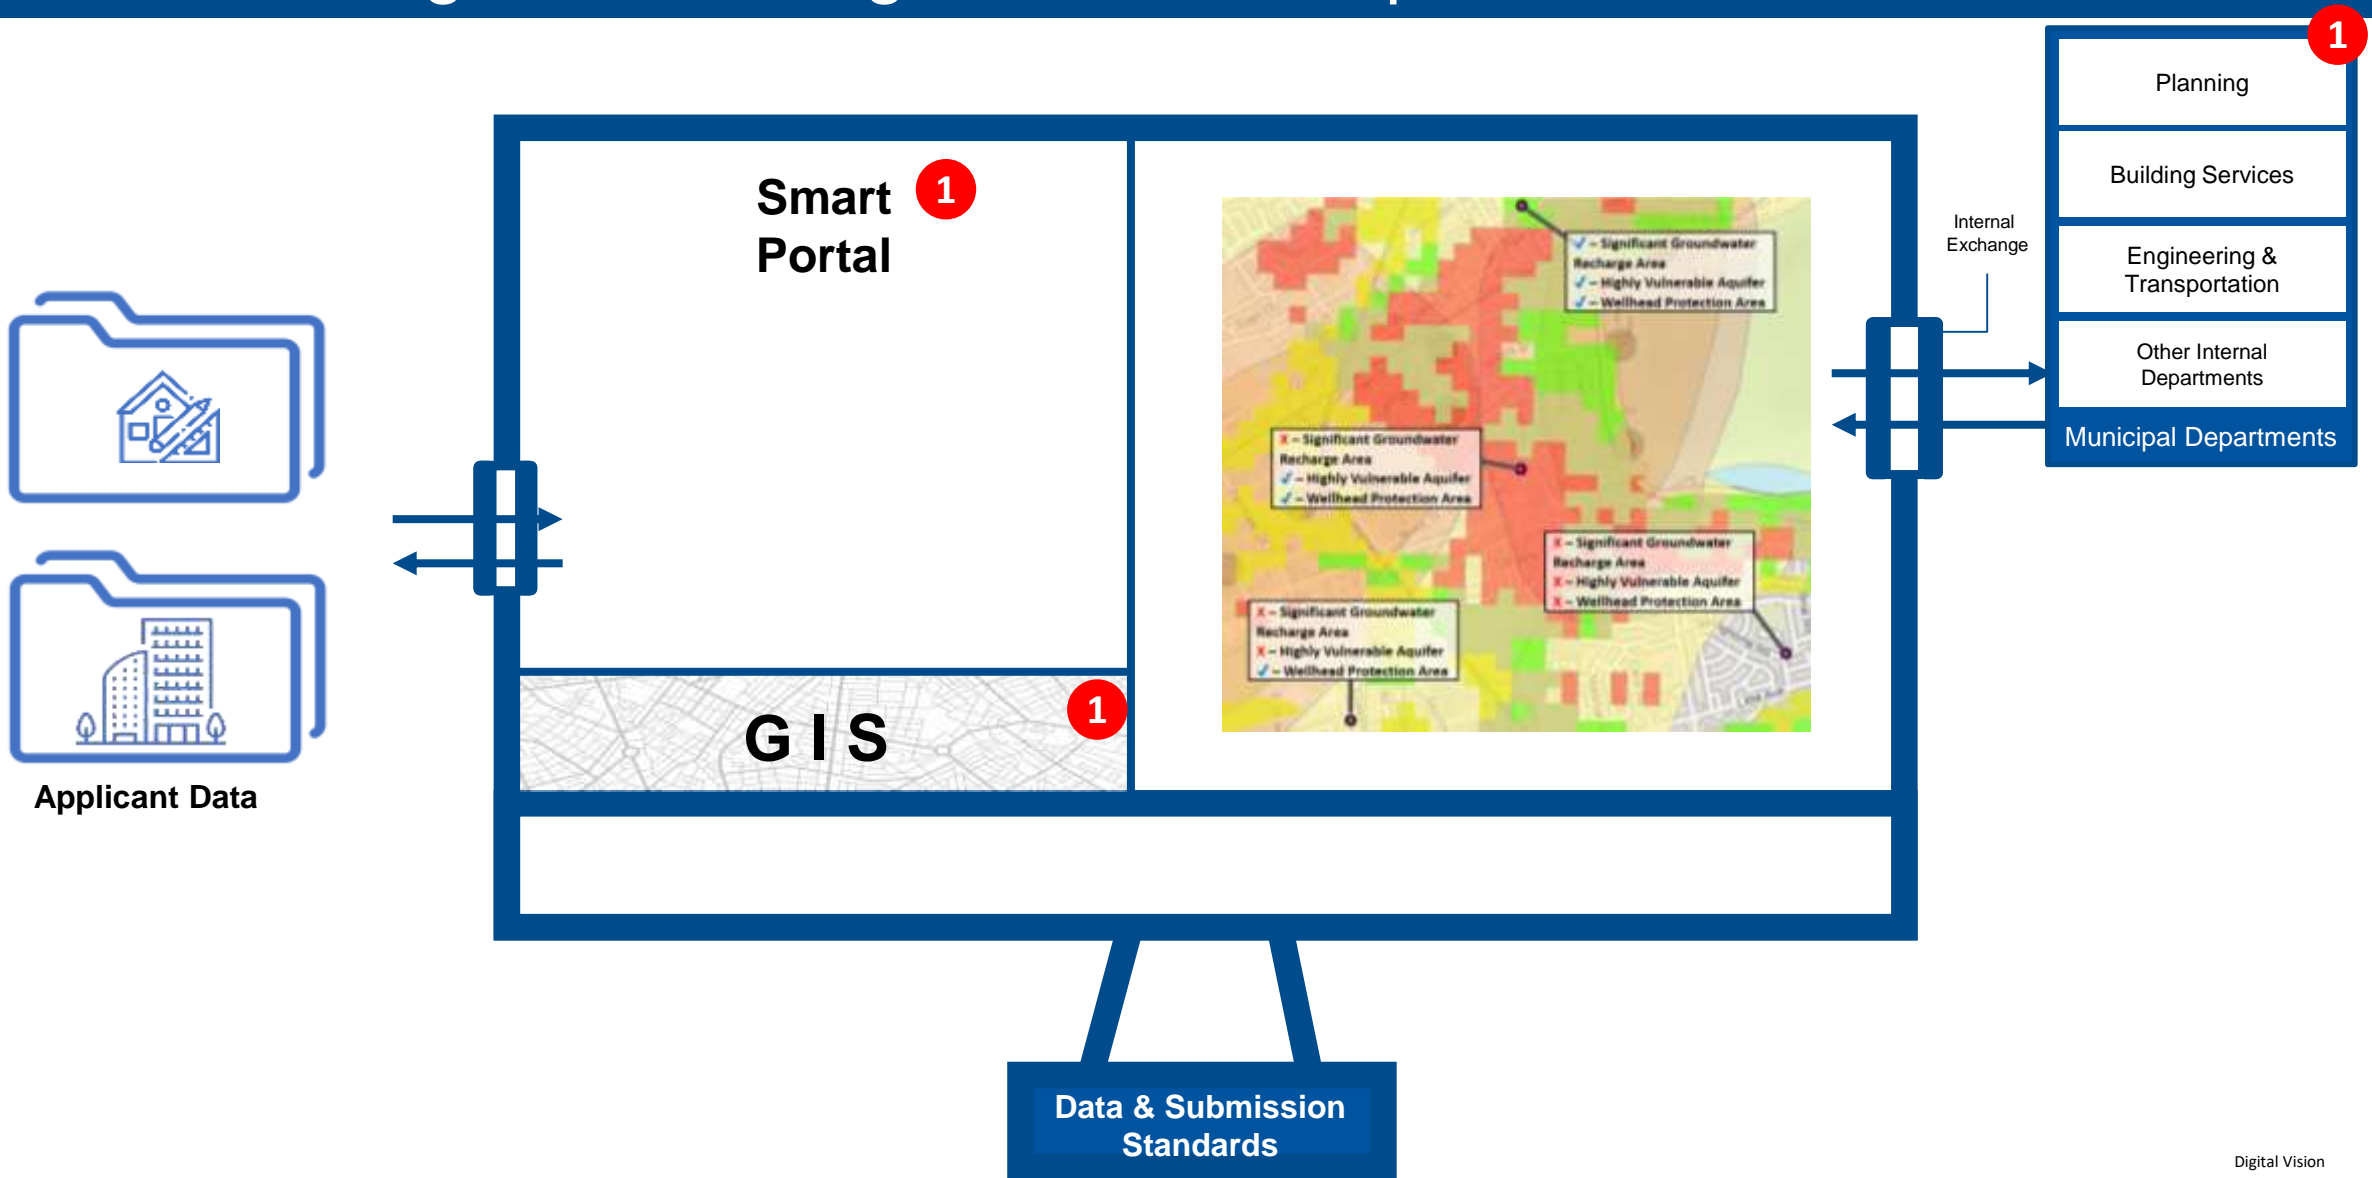 1
Planning
Building Services
Engineering &
Transportation
Other Internal
Departments
Municipal Departments
Internal
Exchange
Smart
Portal
1
✓ – Significant Groundwater
Recharge Area
✓ – Highly Vulnerable Aquifer
✓ – Wellhead Protection Area
X – Significant Groundwater
Recharge Area
✓ – Highly Vulnerable Aquifer
✓ – Wellhead Protection Area
X – Significant Groundwater
Recharge Area
X – Highly Vulnerable Aquifer
X – Wellhead Protection Area
X – Significant Groundwater
Recharge Area
X – Highly Vulnerable Aquifer
✓ – Wellhead Protection Area
G I S
1
Applicant Data
Data & Submission
Standards
Digital Vision